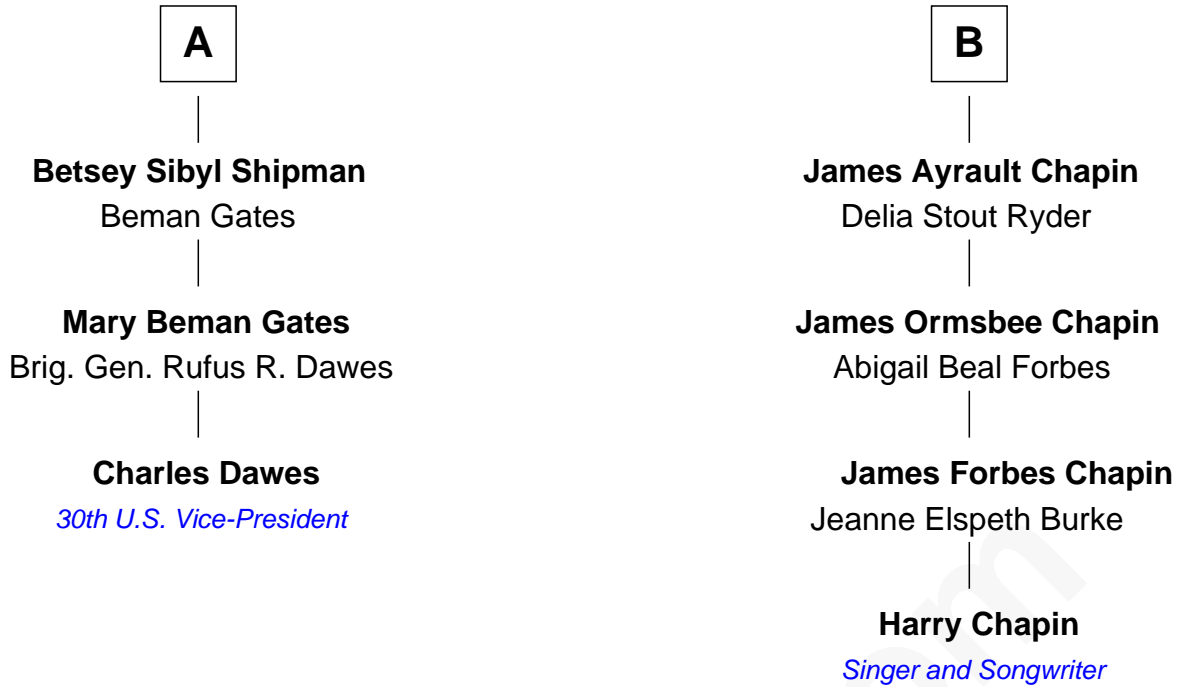 A
Betsey Sibyl Shipman
Beman Gates
Mary Beman Gates
Brig. Gen. Rufus R. Dawes
Charles Dawes
30th U.S. Vice-President
B
James Ayrault Chapin
Delia Stout Ryder
James Ormsbee Chapin
Abigail Beal Forbes
James Forbes Chapin
Jeanne Elspeth Burke
Harry Chapin
Singer and Songwriter